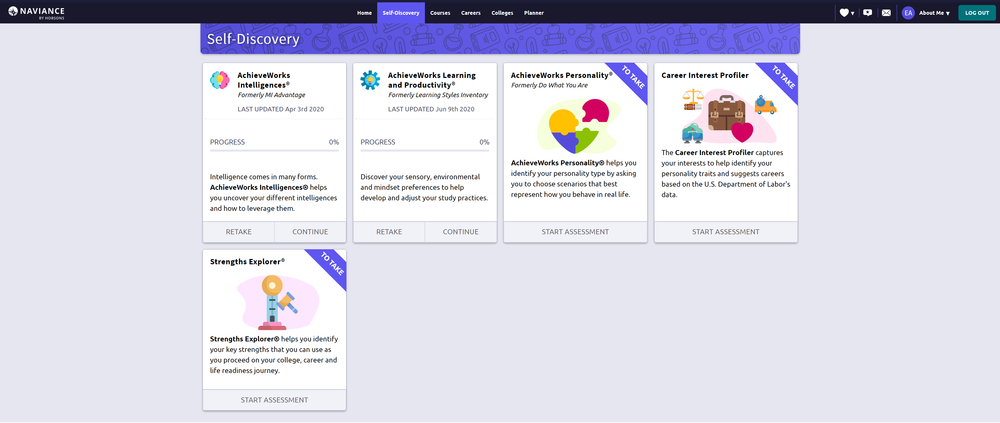 NAVIANCE
BY HOBSONS
Home
Self-Discovery
Courses
Careers
Colleges
Planner
EA
About Me ▼
LOG OUT
Self-Discovery
AchieveWorks
Intelligences®
Formerly MI Advantage
LAST UPDATED Apr 3rd 2020
PROGRESS 0%
Intelligence comes in many forms.
AchieveWorks Intelligences® helps
you uncover your different intelligences
and how to leverage them.
RETAKE
CONTINUE
AchieveWorks Learning
and Productivity®
Formerly Learning Styles Inventory
LAST UPDATED Jun 9th 2020
PROGRESS 0%
Discover your sensory, environmental
and mindset preferences to help
develop and adjust your study practices.
RETAKE
CONTINUE
AchieveWorks Personality®
Formerly Do What You Are
TO TAKE
AchieveWorks Personality® helps you
identify your personality type by asking
you to choose scenarios that best
represent how you behave in real life.
START ASSESSMENT
Career Interest Profiler
TO TAKE
The Career Interest Profiler captures
your interests to help identify your
personality traits and suggests careers
based on the U.S. Department of Labor's
data.
START ASSESSMENT
Strengths Explorer®
TO TAKE
Strengths Explorer® helps you identify
your key strengths that you can use as
you proceed on your college, career and
life readiness journey.
START ASSESSMENT